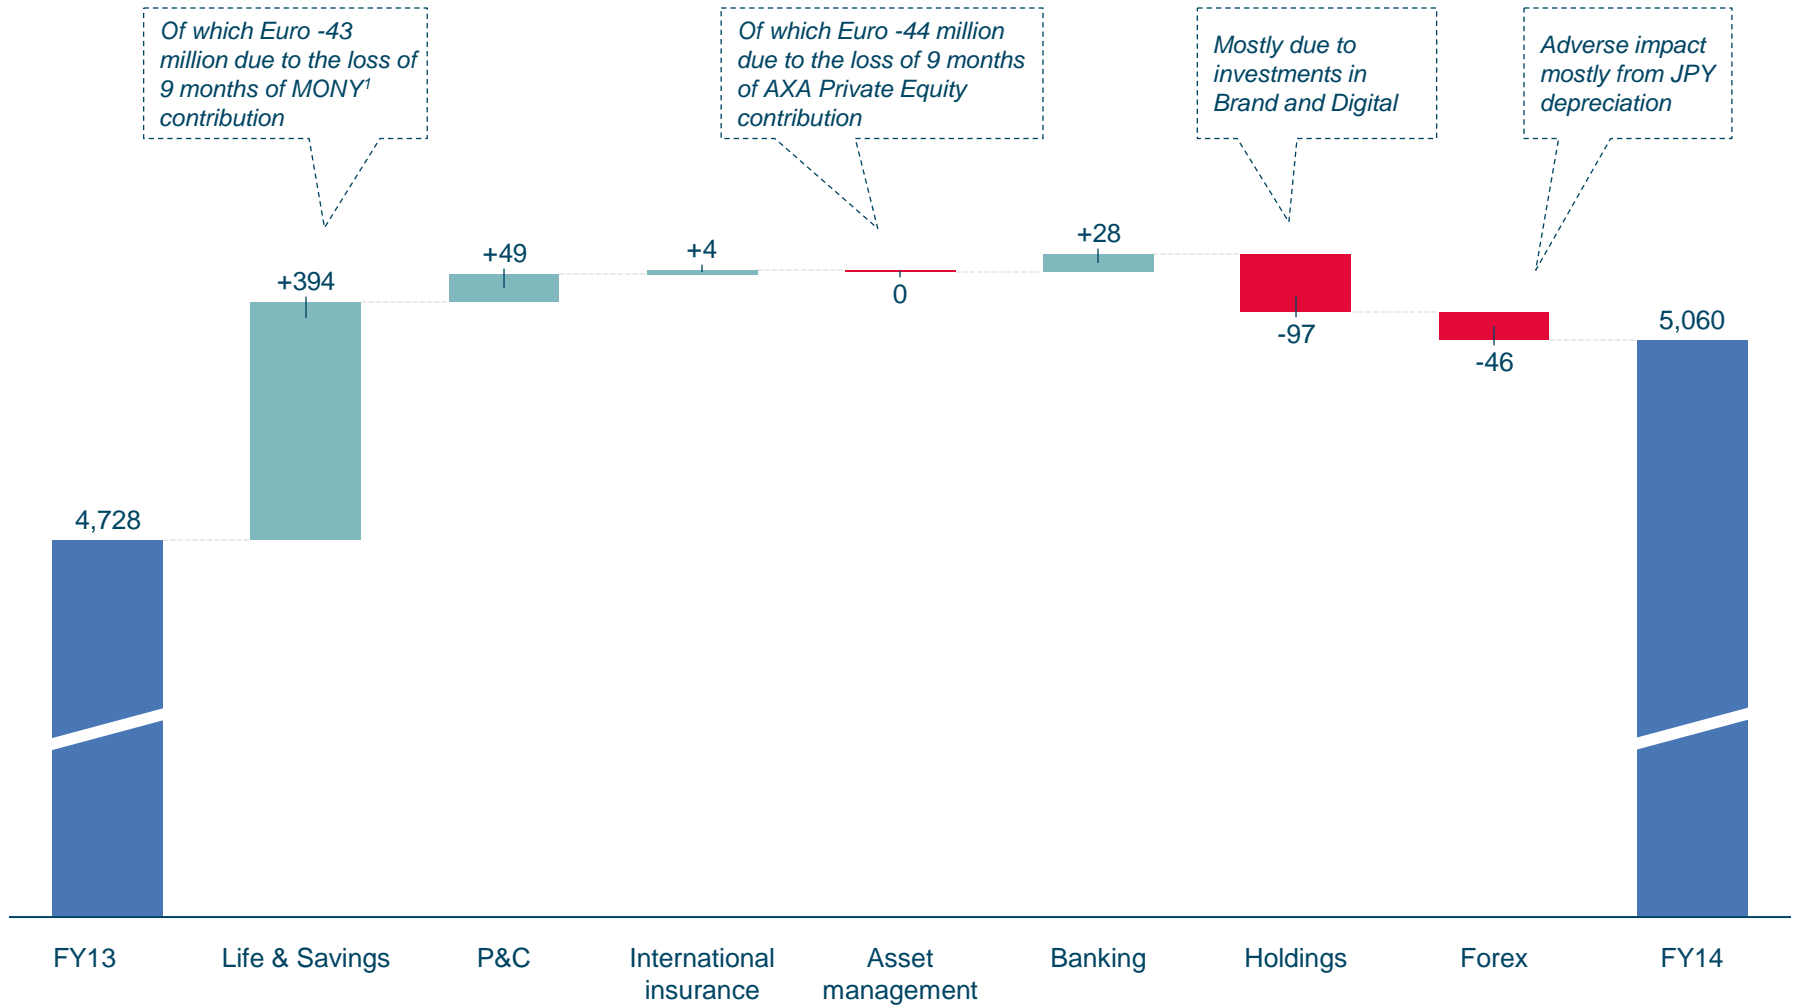 Of which Euro -43
million due to the loss of
9 months of MONY¹
contribution
Of which Euro -44 million
due to the loss of 9 months
of AXA Private Equity
contribution
Mostly due to
investments in
Brand and Digital
Adverse impact
mostly from JPY
depreciation
4,728
+394
+49
+4
0
+28
-97
-46
5,060
FY13
Life & Savings
P&C
International
insurance
Asset
management
Banking
Holdings
Forex
FY14